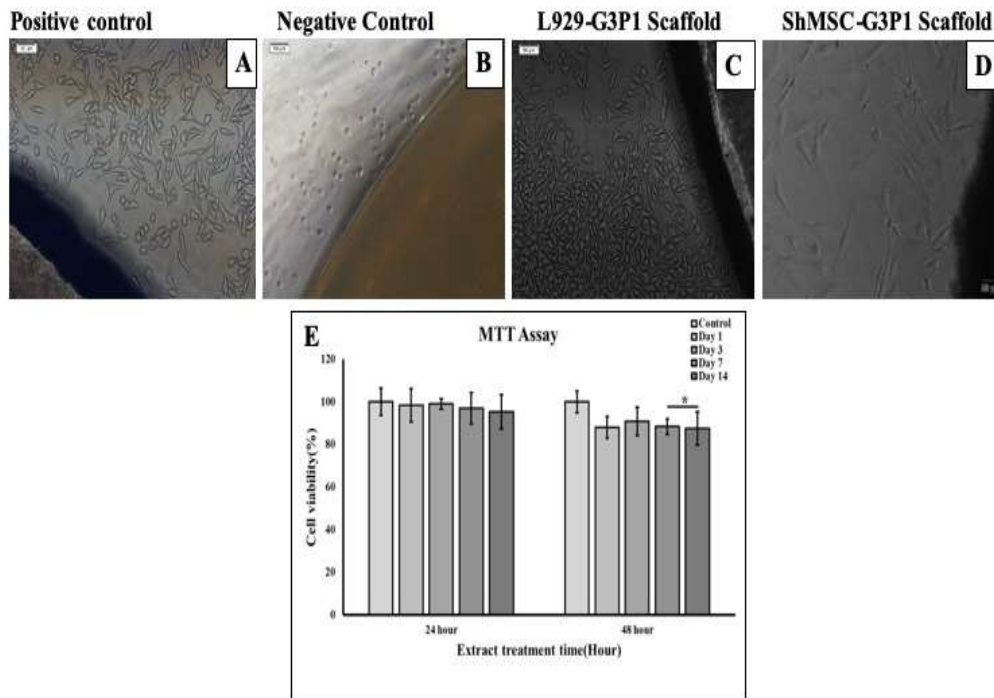 Positive control
Negative Control
L929-G3P1 Scaffold
ShMSC-G3P1 Scaffold
A
B
C
D
E
MTT Assay
Control
Day 1
Day 3
Day 7
Day 14
120
100
80
60
40
20
0
*
Cell viability(%)
24 hour
48 hour
Extract treatment time(Hour)